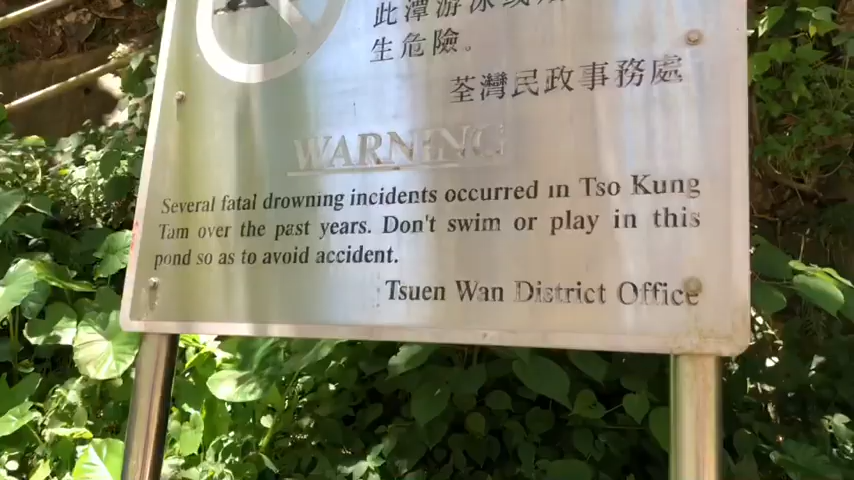 此潭游泳或
生危險。
荃灣民政事務處
WARNING
Several fatal drowning incidents occurred in Tso Kung
Tam over the past years. Don't swim or play in this
pond so as to avoid accident.
Tsuen Wan District Office